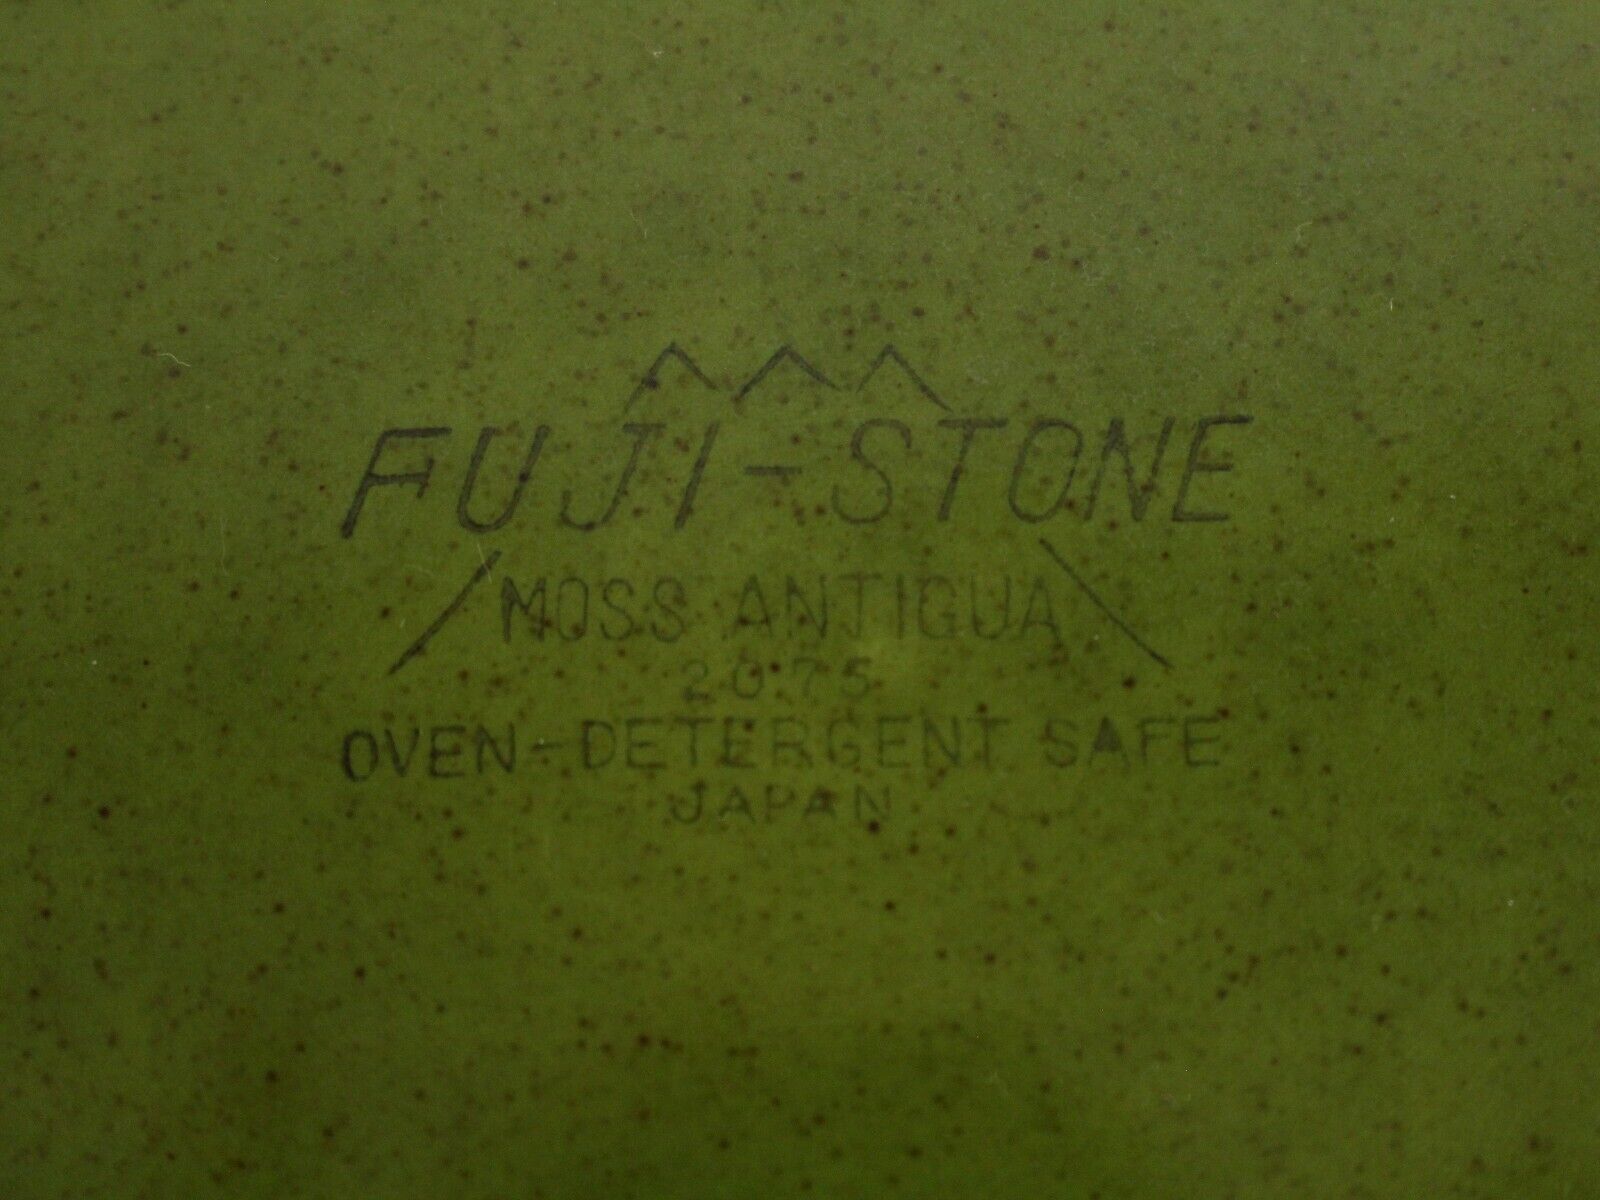 FUJI-STONE
MOSS ANTIGUA
2075
OVEN-DETERGENT SAFE
JAPAN